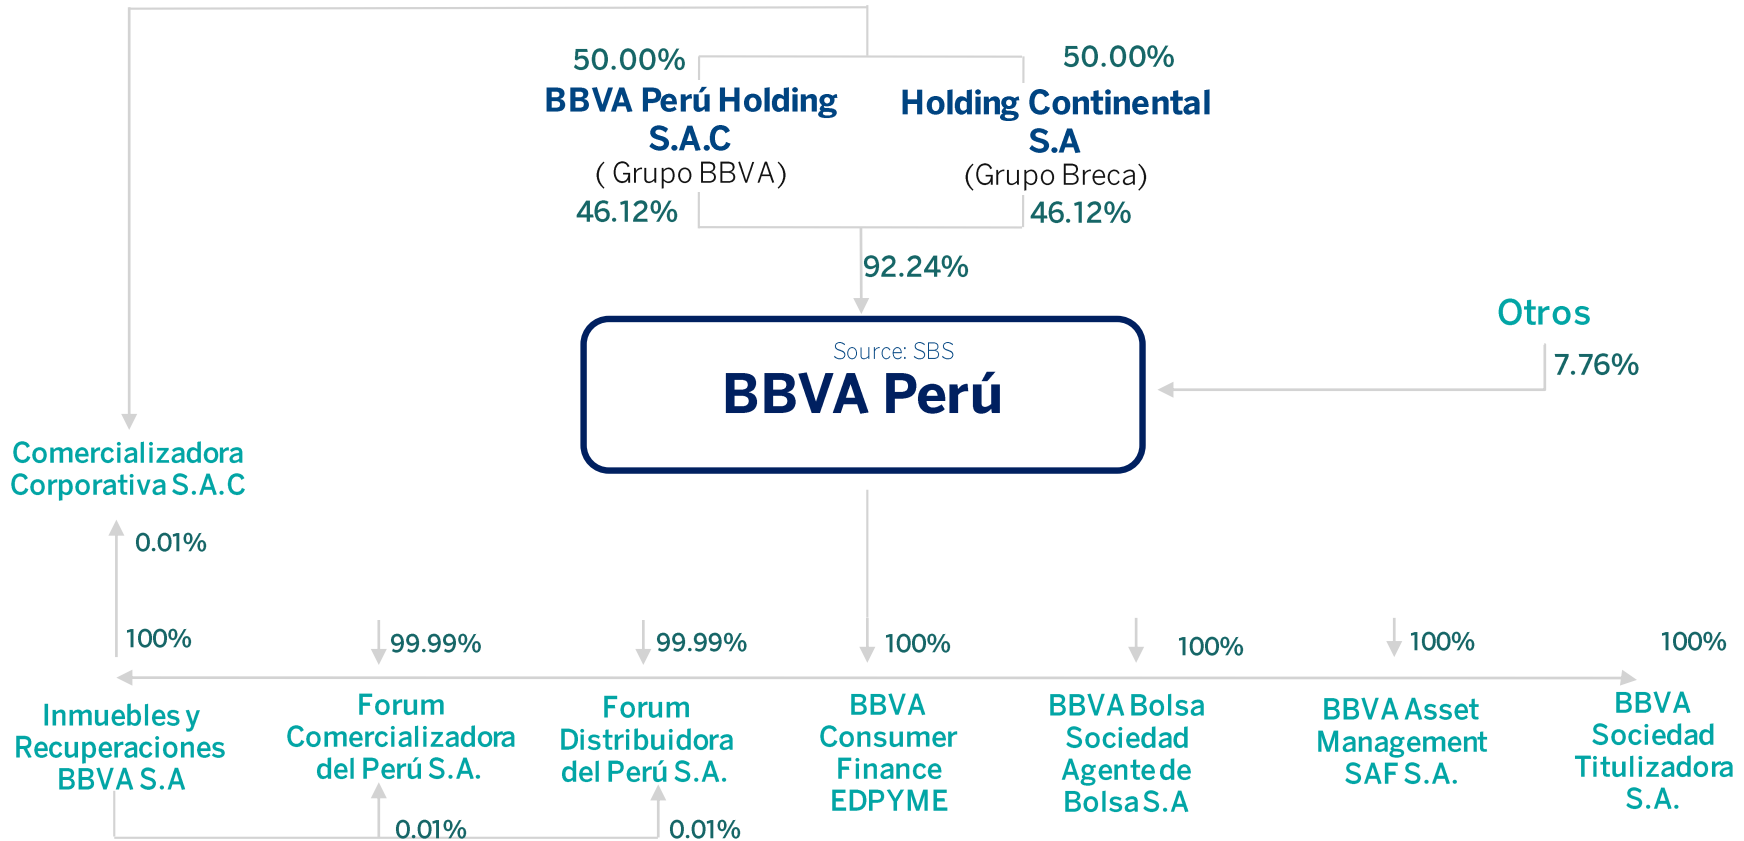 50.00%
50.00%
BBVA Perú Holding
S.A.C
( Grupo BBVA)
46.12%
Holding Continental
S.A
(Grupo Breca)
46.12%
92.24%
Otros
7.76%
Source: SBS
BBVA Perú
Comercializadora
Corporativa S.A.C
0.01%
100%
99.99%
99.99%
100%
100%
100%
100%
Inmuebles y
Recuperaciones
BBVA S.A
Forum
Comercializadora
del Perú S.A.
Forum
Distribuidora
del Perú S.A.
BBVA
Consumer
Finance
EDPYME
BBVA Bolsa
Sociedad
Agente de
Bolsa S.A
BBVA Asset
Management
SAF S.A.
BBVA
Sociedad
Titulizadora
S.A.
0.01%
0.01%